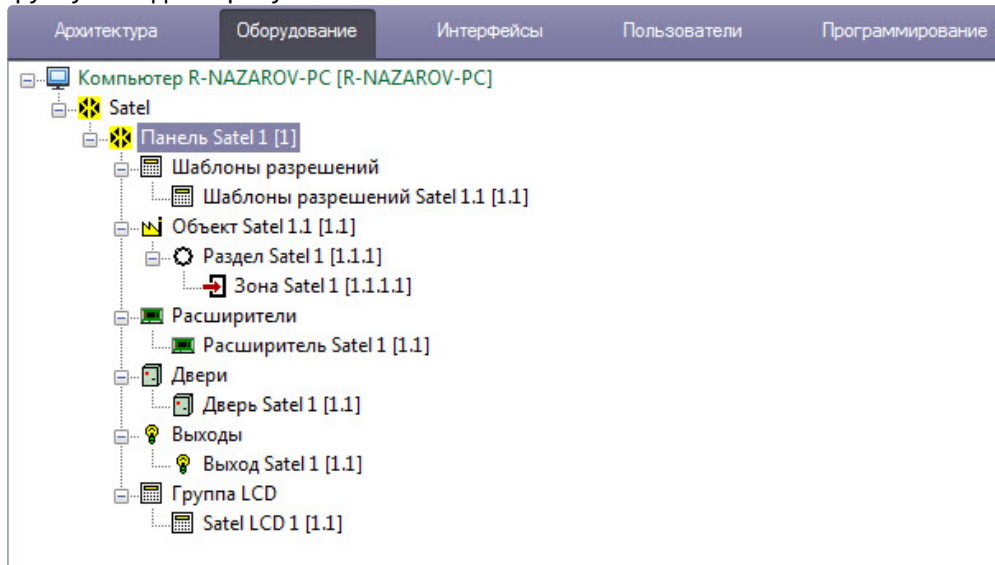 Архитектура Оборудование Интерфейсы Пользователи Программирование
Компьютер R-NAZAROV-PC [R-NAZAROV-PC]
Satel
Панель Satel 1 [1]
Шаблоны разрешений
Шаблоны разрешений Satel 1.1 [1.1]
Объект Satel 1.1 [1.1]
Раздел Satel 1 [1.1.1]
Зона Satel 1 [1.1.1.1]
Расширители
Расширитель Satel 1 [1.1]
Двери
Дверь Satel 1 [1.1]
Выходы
Выход Satel 1 [1.1]
Группа LCD
Satel LCD 1 [1.1]